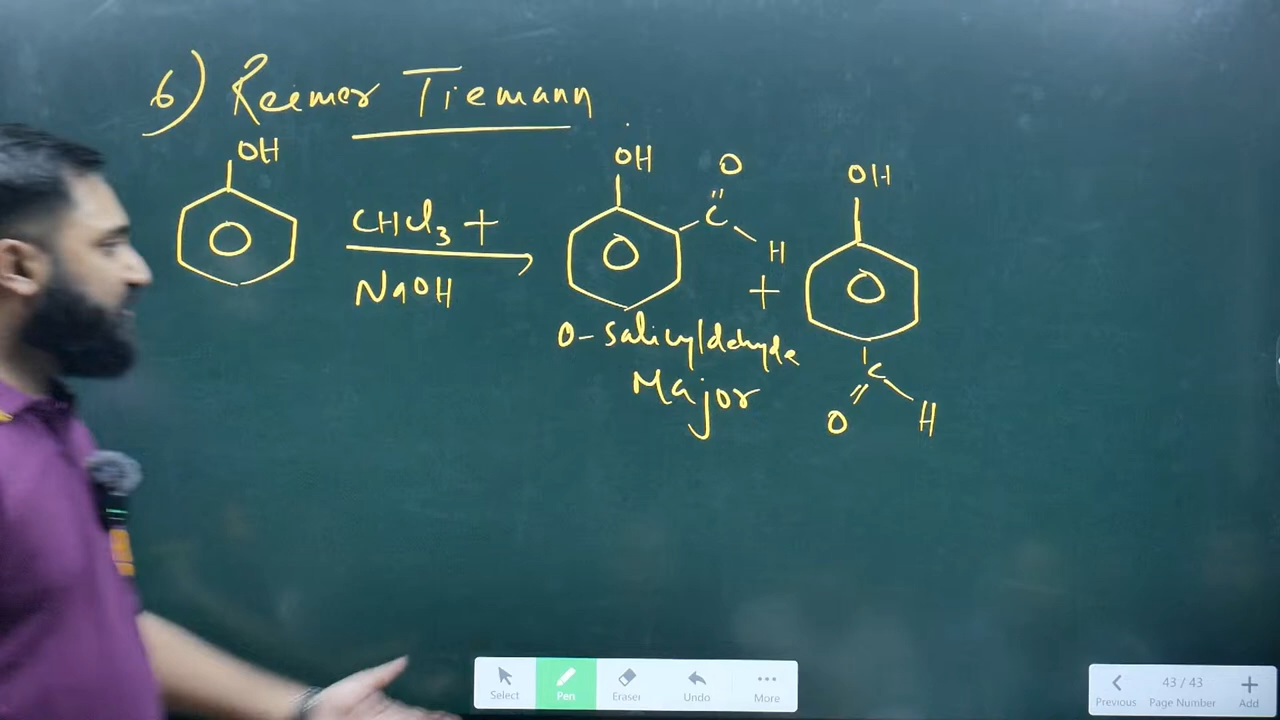 6) Reimer Tiemann
OH
CHCl3 +
NaOH
OH
O
C
H
O-salicyldehyde
Major
+
OH
C
O
H
Select
Pen
Eraser
Undo
More
Previous
43 / 43
Page Number
Add